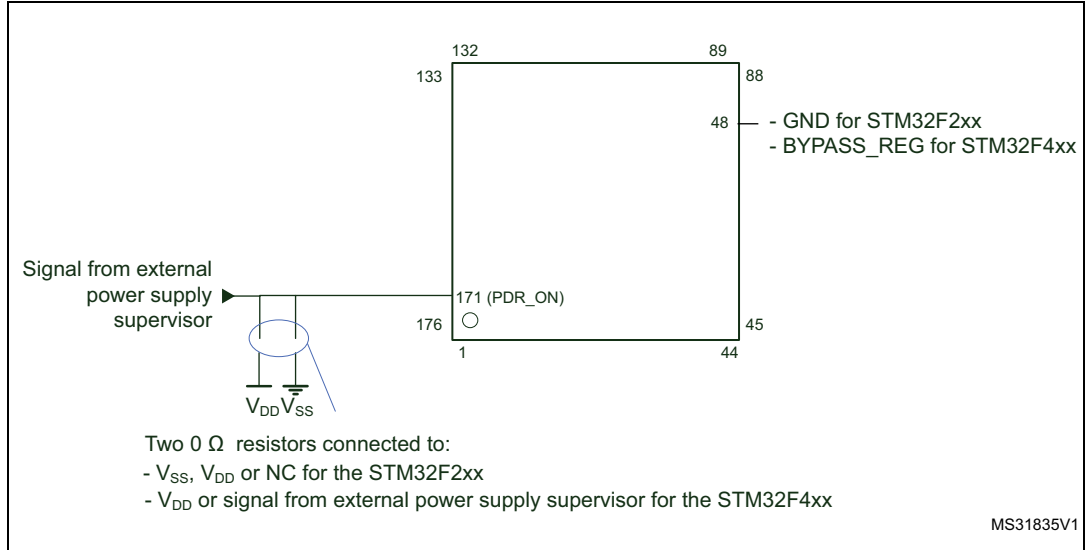 132
89
133
88
48
- GND for STM32F2xx
- BYPASS_REG for STM32F4xx
Signal from external
power supply
supervisor
171 (PDR_ON)
176
45
1
44
VDD VSS
Two 0 Ω resistors connected to:
- VSS, VDD or NC for the STM32F2xx
- VDD or signal from external power supply supervisor for the STM32F4xx
MS31835V1